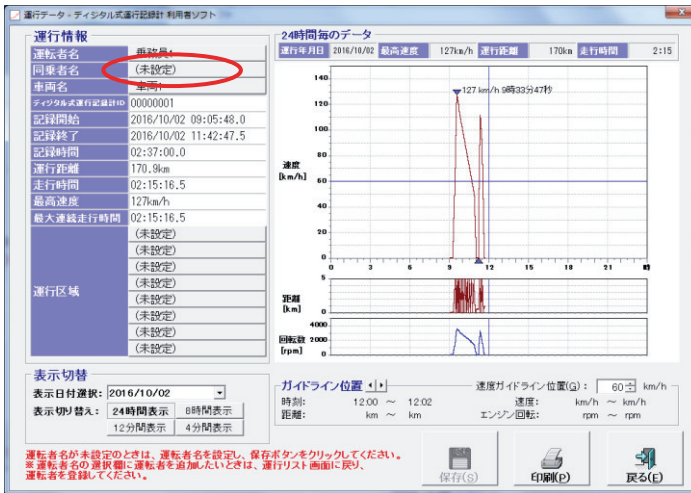 運行データ - ディジタル式運行記録計 利用者ソフト
運行情報
運転者名 乗務員1
同乗者名 (未設定)
車両名 車両1
ディジタル式運行記録計ID 00000001
記録開始 2016/10/02 09:05:48.0
記録終了 2016/10/02 11:42:47.5
記録時間 02:37:00.0
運行距離 170.9km
走行時間 02:15:16.5
最高速度 127km/h
最大連続走行時間 02:15:16.5
運行区域
(未設定)
(未設定)
(未設定)
(未設定)
(未設定)
(未設定)
(未設定)
(未設定)
表示切替
表示日付選択: 2016/10/02
表示切り替え: 24時間表示 8時間表示
12分間表示 4分間表示
24時間毎のデータ
運行年月日 2016/10/02 最高速度 127km/h 運行距離 170km 走行時間 2:15
140
127 km/h 9時33分47秒
120
100
80
速度
[km/h]
60
40
20
0
0 3 6 9 12 15 18 21 時
5
距離
[km]
0
4000
回転数 2000
[rpm]
0
ガイドライン位置
速度ガイドライン位置(G): 60 km/h
時刻: 12:00 ~ 12:02 速度: km/h ~ km/h
距離: km ~ km エンジン回転: rpm ~ rpm
運転者名が未設定のときは、運転者名を設定し、保存ボタンをクリックしてください。
※ 運転者名の選択欄に運転者を追加したいときは、運行リスト画面に戻り、
運転者を登録してください。
保存(S) 印刷(P) 戻る(E)